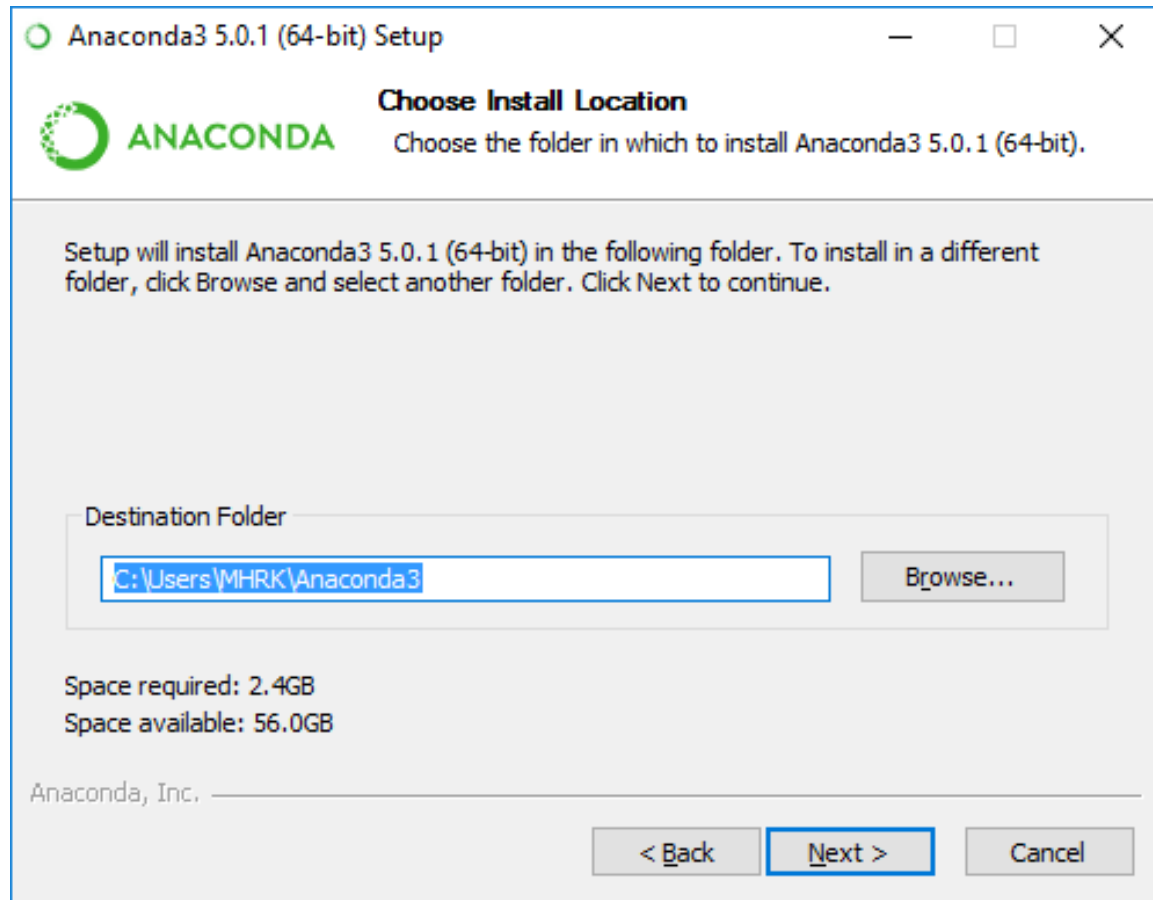 Anaconda3 5.0.1 (64-bit) Setup
Choose Install Location
ANACONDA
Choose the folder in which to install Anaconda3 5.0.1 (64-bit).
Setup will install Anaconda3 5.0.1 (64-bit) in the following folder. To install in a different
folder, click Browse and select another folder. Click Next to continue.
Destination Folder
C:\Users\MHRK\Anaconda3
Browse...
Space required: 2.4GB
Space available: 56.0GB
Anaconda, Inc.
< Back
Next >
Cancel